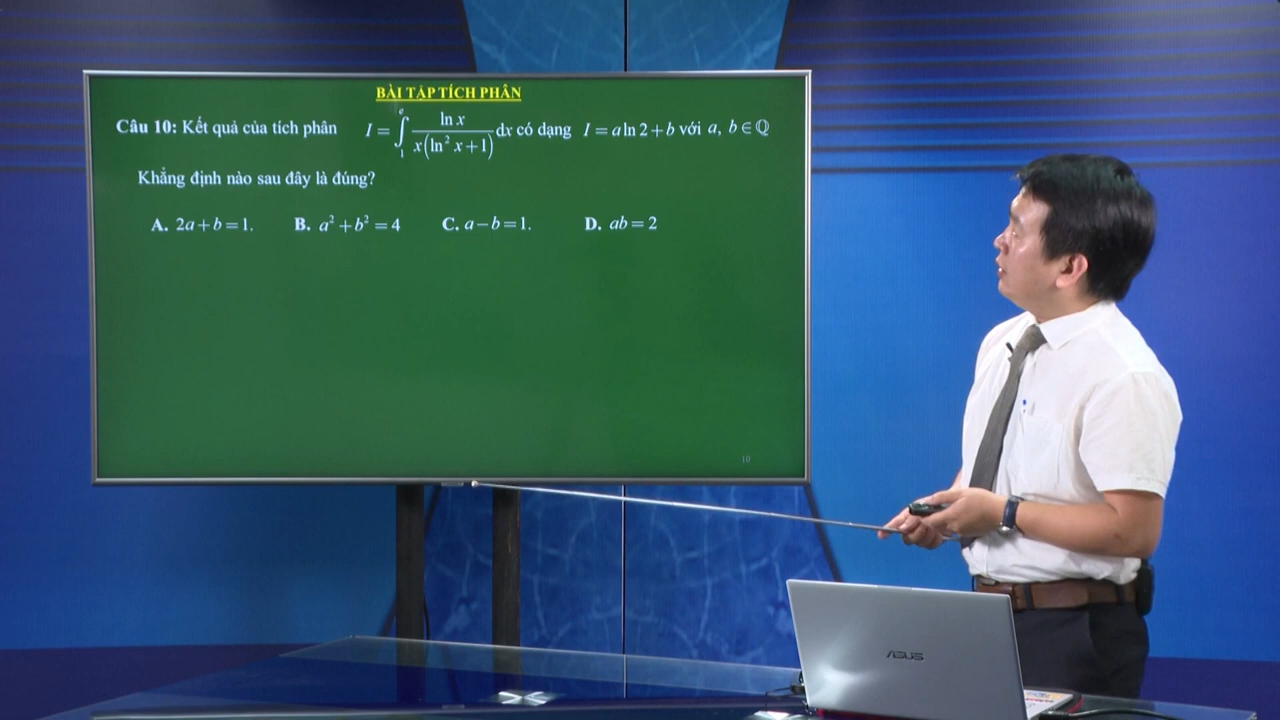 BÀI TẬP TÍCH PHÂN
Câu 10: Kết quả của tích phân I = ∫₁ᵉ ln x / x(ln² x + 1) dx có dạng I = a ln 2 + b với a, b ∈ ℚ
Khẳng định nào sau đây là đúng?
A. 2a + b = 1. B. a² + b² = 4 C. a − b = 1. D. ab = 2
10
ASUS